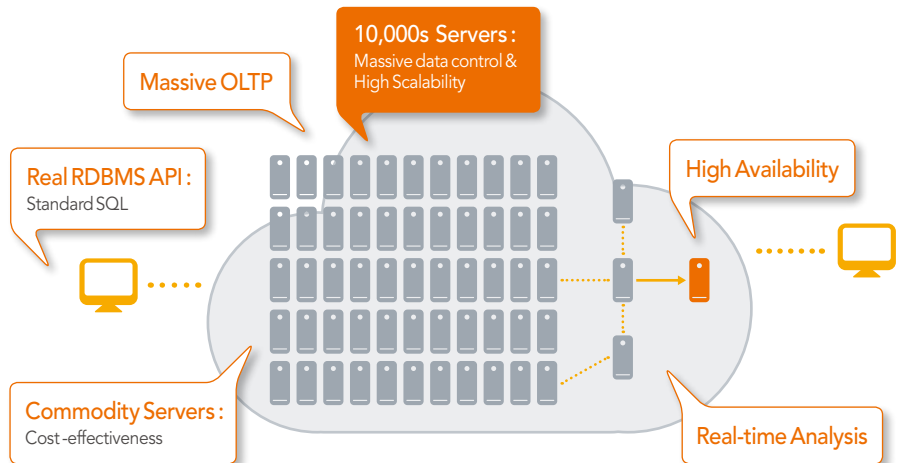 10,000s Servers :
Massive data control &
High Scalability
Massive OLTP
Real RDBMS API :
Standard SQL
High Availability
Commodity Servers :
Cost-effectiveness
Real-time Analysis